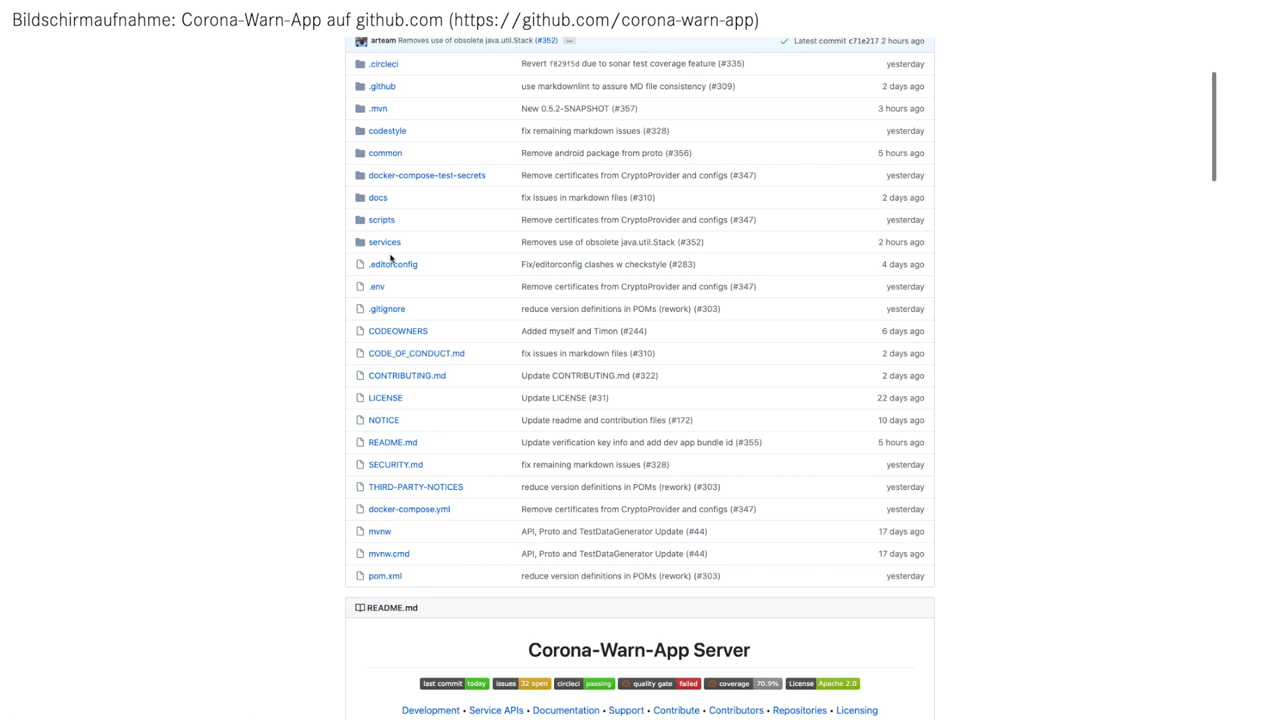 Bildschirmaufnahme: Corona-Warn-App auf github.com (https://github.com/corona-warn-app)
arteam Removes use of obsolete java.util.Stack (#352) ... Latest commit c71e217 2 hours ago
.circleci Revert f829f5d due to sonar test coverage feature (#335) yesterday
.github use markdownlint to assure MD file consistency (#309) 2 days ago
.mvn New 0.5.2-SNAPSHOT (#357) 3 hours ago
codestyle fix remaining markdown issues (#328) yesterday
common Remove android package from proto (#356) 5 hours ago
docker-compose-test-secrets Remove certificates from CryptoProvider and configs (#347) yesterday
docs fix issues in markdown files (#310) 2 days ago
scripts Remove certificates from CryptoProvider and configs (#347) yesterday
services Removes use of obsolete java.util.Stack (#352) 2 hours ago
.editorconfig Fix/editorconfig clashes w checkstyle (#283) 4 days ago
.env Remove certificates from CryptoProvider and configs (#347) yesterday
.gitignore reduce version definitions in POMs (rework) (#303) yesterday
CODEOWNERS Added myself and Timon (#244) 6 days ago
CODE_OF_CONDUCT.md fix issues in markdown files (#310) 2 days ago
CONTRIBUTING.md Update CONTRIBUTING.md (#322) 2 days ago
LICENSE Update LICENSE (#31) 22 days ago
NOTICE Update readme and contribution files (#172) 10 days ago
README.md Update verification key info and add dev app bundle id (#355) 5 hours ago
SECURITY.md fix remaining markdown issues (#328) yesterday
THIRD-PARTY-NOTICES reduce version definitions in POMs (rework) (#303) yesterday
docker-compose.yml Remove certificates from CryptoProvider and configs (#347) yesterday
mvnw API, Proto and TestDataGenerator Update (#44) 17 days ago
mvnw.cmd API, Proto and TestDataGenerator Update (#44) 17 days ago
pom.xml reduce version definitions in POMs (rework) (#303) yesterday
README.md
Corona-Warn-App Server
last commit today issues 32 open circleci passing quality gate failed coverage 70.9% License Apache 2.0
Development • Service APIs • Documentation • Support • Contribute • Contributors • Repositories • Licensing